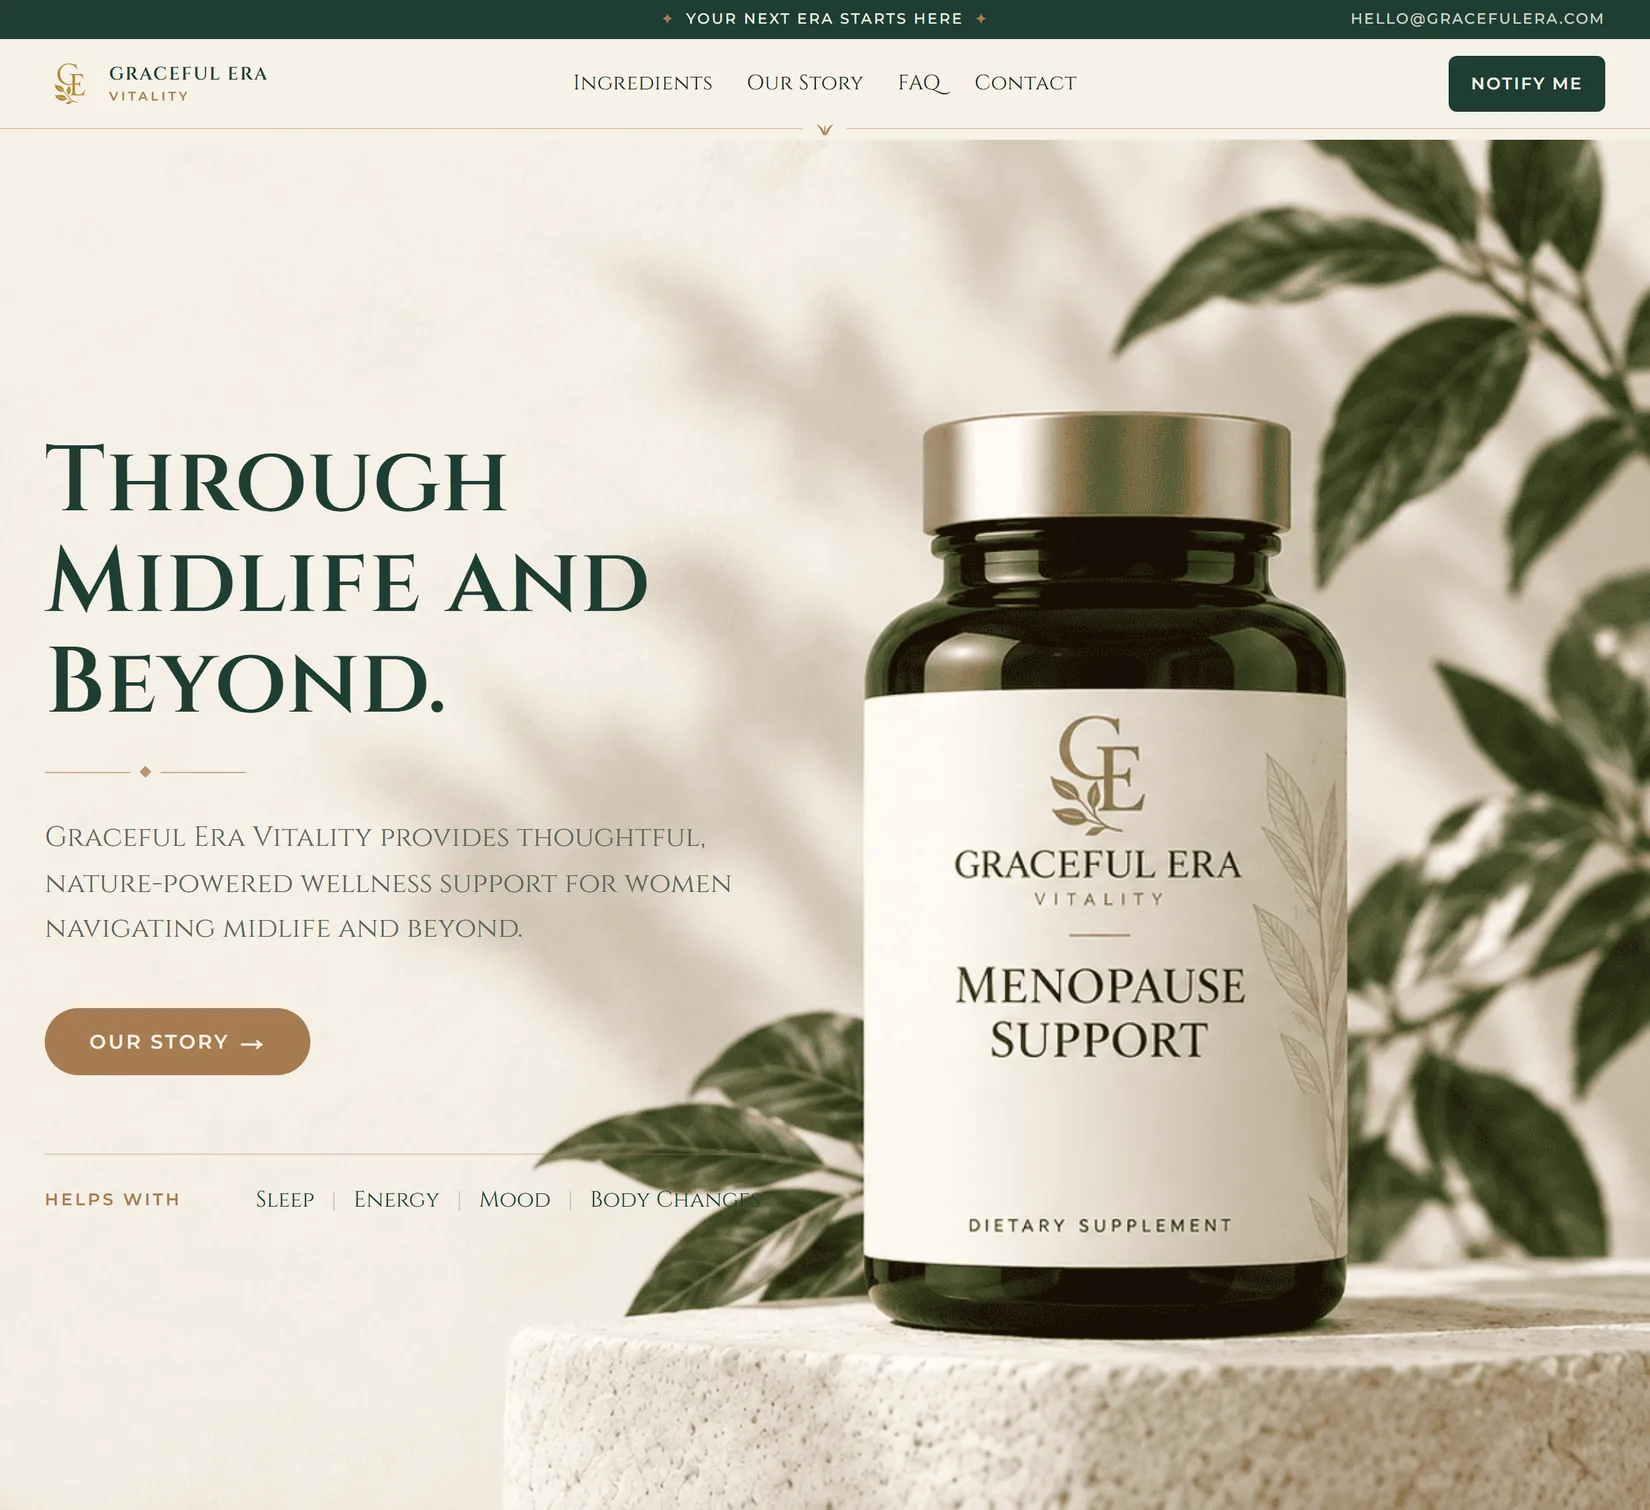 ✦ YOUR NEXT ERA STARTS HERE ✦
HELLO@GRACEFULERA.COM
GE
GRACEFUL ERA
VITALITY
INGREDIENTS
OUR STORY
FAQ
CONTACT
NOTIFY ME
THROUGH
MIDLIFE AND
BEYOND.
GRACEFUL ERA VITALITY PROVIDES THOUGHTFUL,
NATURE-POWERED WELLNESS SUPPORT FOR WOMEN
NAVIGATING MIDLIFE AND BEYOND.
OUR STORY →
HELPS WITH
SLEEP | ENERGY | MOOD | BODY CHANGES
GE
GRACEFUL ERA
VITALITY
MENOPAUSE
SUPPORT
DIETARY SUPPLEMENT